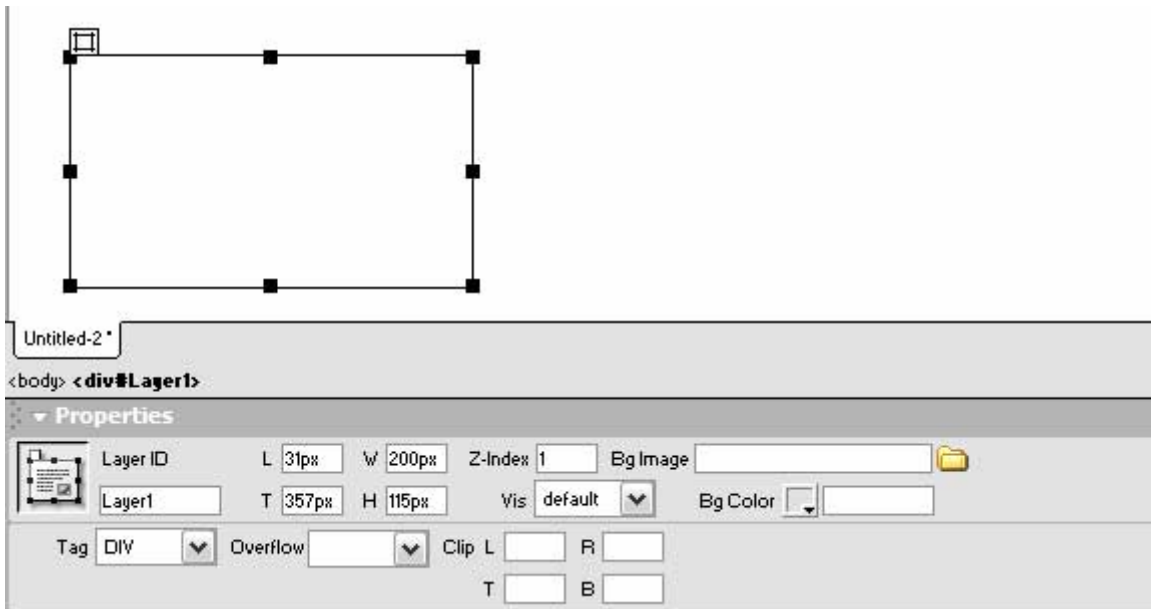 Untitled-2*
<body> <div#Layer1>
Properties
Layer ID L 31px W 200px Z-Index 1 Bg Image
Layer1 T 357px H 115px Vis default Bg Color
Tag DIV Overflow Clip L R
T B